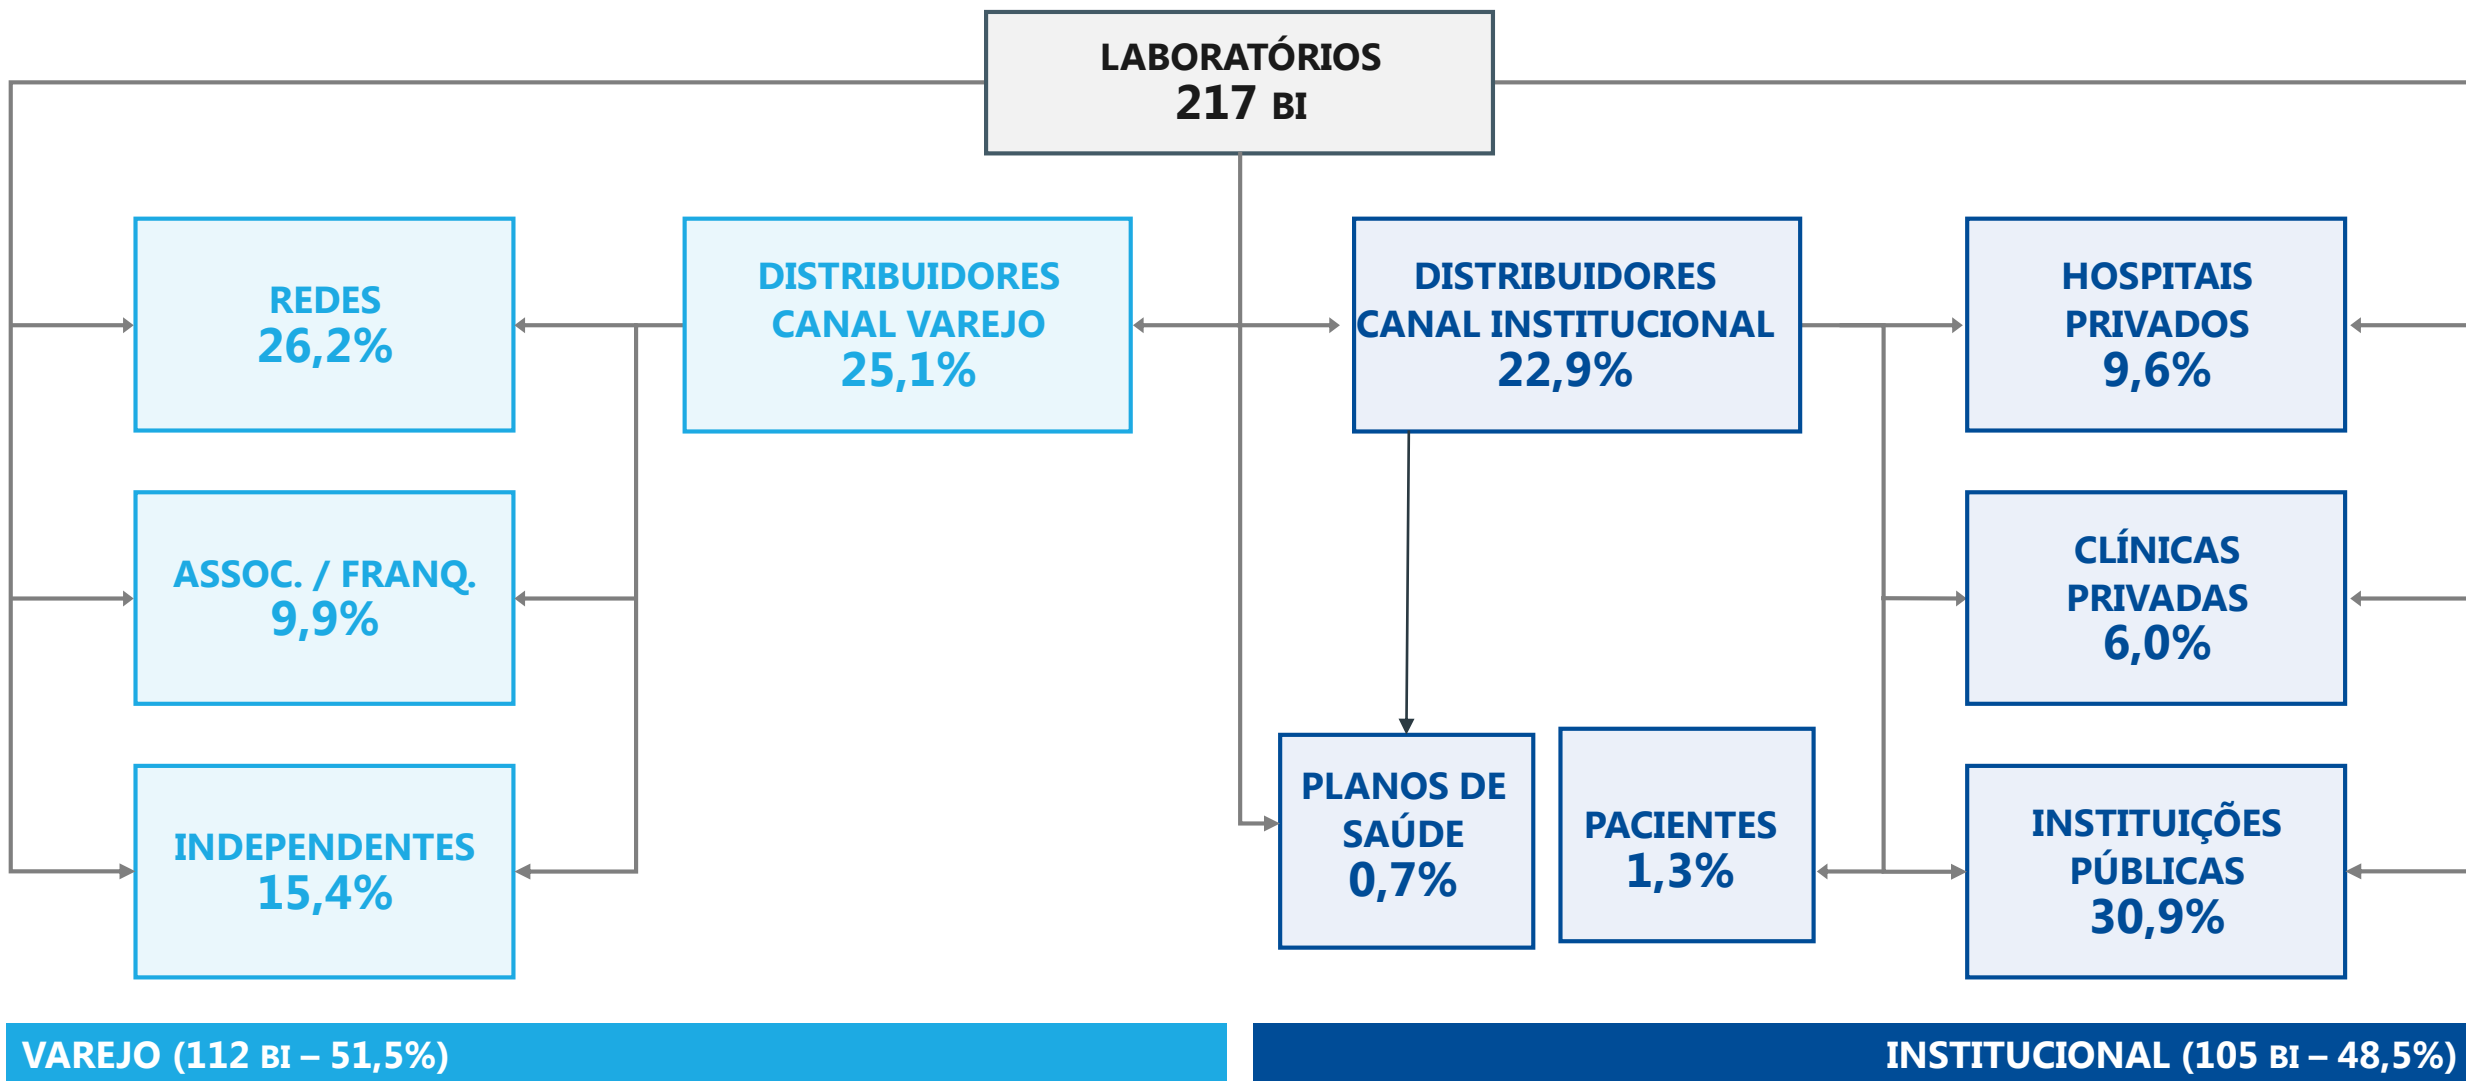 LABORATÓRIOS
217 BI
REDES
26,2%
DISTRIBUIDORES
CANAL VAREJO
25,1%
DISTRIBUIDORES
CANAL INSTITUCIONAL
22,9%
HOSPITAIS
PRIVADOS
9,6%
ASSOC. / FRANQ.
9,9%
CLÍNICAS
PRIVADAS
6,0%
INDEPENDENTES
15,4%
PLANOS DE
SAÚDE
0,7%
PACIENTES
1,3%
INSTITUIÇÕES
PÚBLICAS
30,9%
VAREJO (112 BI – 51,5%)
INSTITUCIONAL (105 BI – 48,5%)